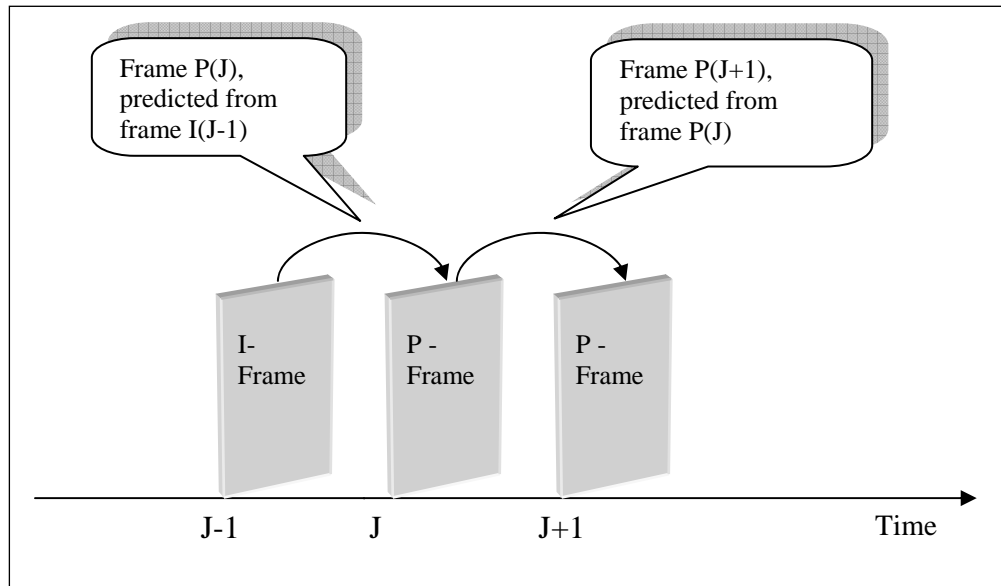 Frame P(J),
predicted from
frame I(J-1)
Frame P(J+1),
predicted from
frame P(J)
I-
Frame
P -
Frame
P -
Frame
J-1
J
J+1
Time